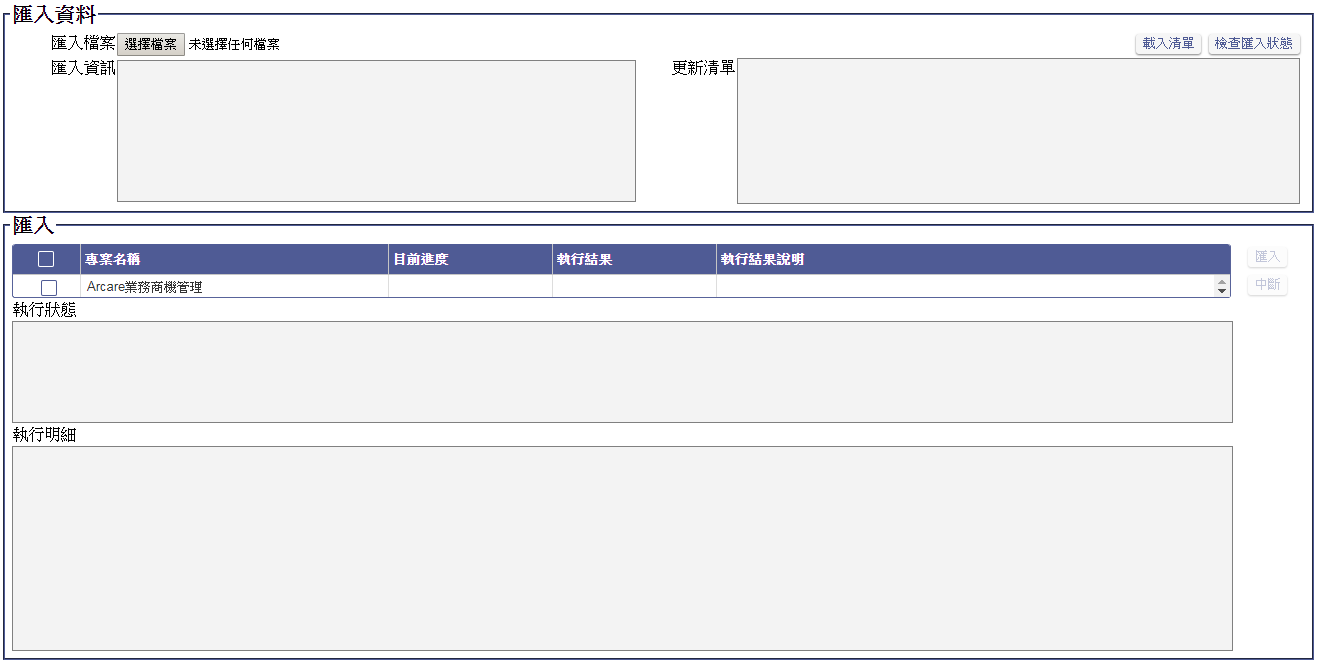 匯入資料
匯入檔案 選擇檔案 未選擇任何檔案 載入清單 檢查匯入狀態
匯入資訊 更新清單
匯入
專案名稱 目前進度 執行結果 執行結果說明 匯入
Arcare業務商機管理 中斷
執行狀態
執行明細